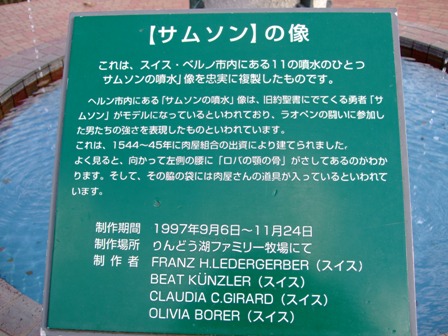 【サムソン】の像
これは、スイス・ベルノ市内にある11の噴水のひとつ
サムソンの噴水」像を忠実に複製したものです。
ヘルン市内にある「サムソンの噴水」像は、旧約聖書にでてくる勇者「サ
ムソン」がモデルになっているといわれており、ラオペンの闘いに参加し
た男たちの強さを表現したものといわれています。
これは、1544〜45年に肉屋組合の出資により建てられました。
よく見ると、向かって左側の腰に「ロバの顎の骨」がさしてあるのがわか
ります。そして、その脇の袋には肉屋さんの道具が入っているといわれて
います。
制作期間 1997年9月6日〜11月24日
制作場所 りんどう湖ファミリー牧場にて
制作者 FRANZ H.LEDERGERBER（スイス）
BEAT KÜNZLER（スイス）
CLAUDIA C.GIRARD（スイス）
OLIVIA BORER（スイス）